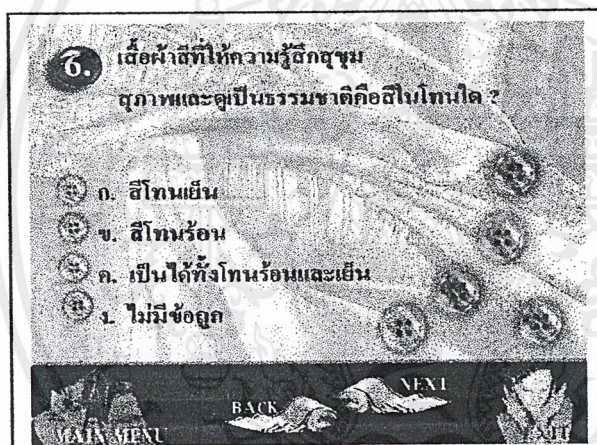 6.
เสื้อผ้าสีที่ให้ความรู้สึกสุขุม
สุภาพและดูเป็นธรรมชาติคือสีในโทนใด ?
ก. สีโทนเย็น
ข. สีโทนร้อน
ค. เป็นได้ทั้งโทนร้อนและเย็น
ง. ไม่มีข้อถูก
BACK NEXT
MAIN MENU